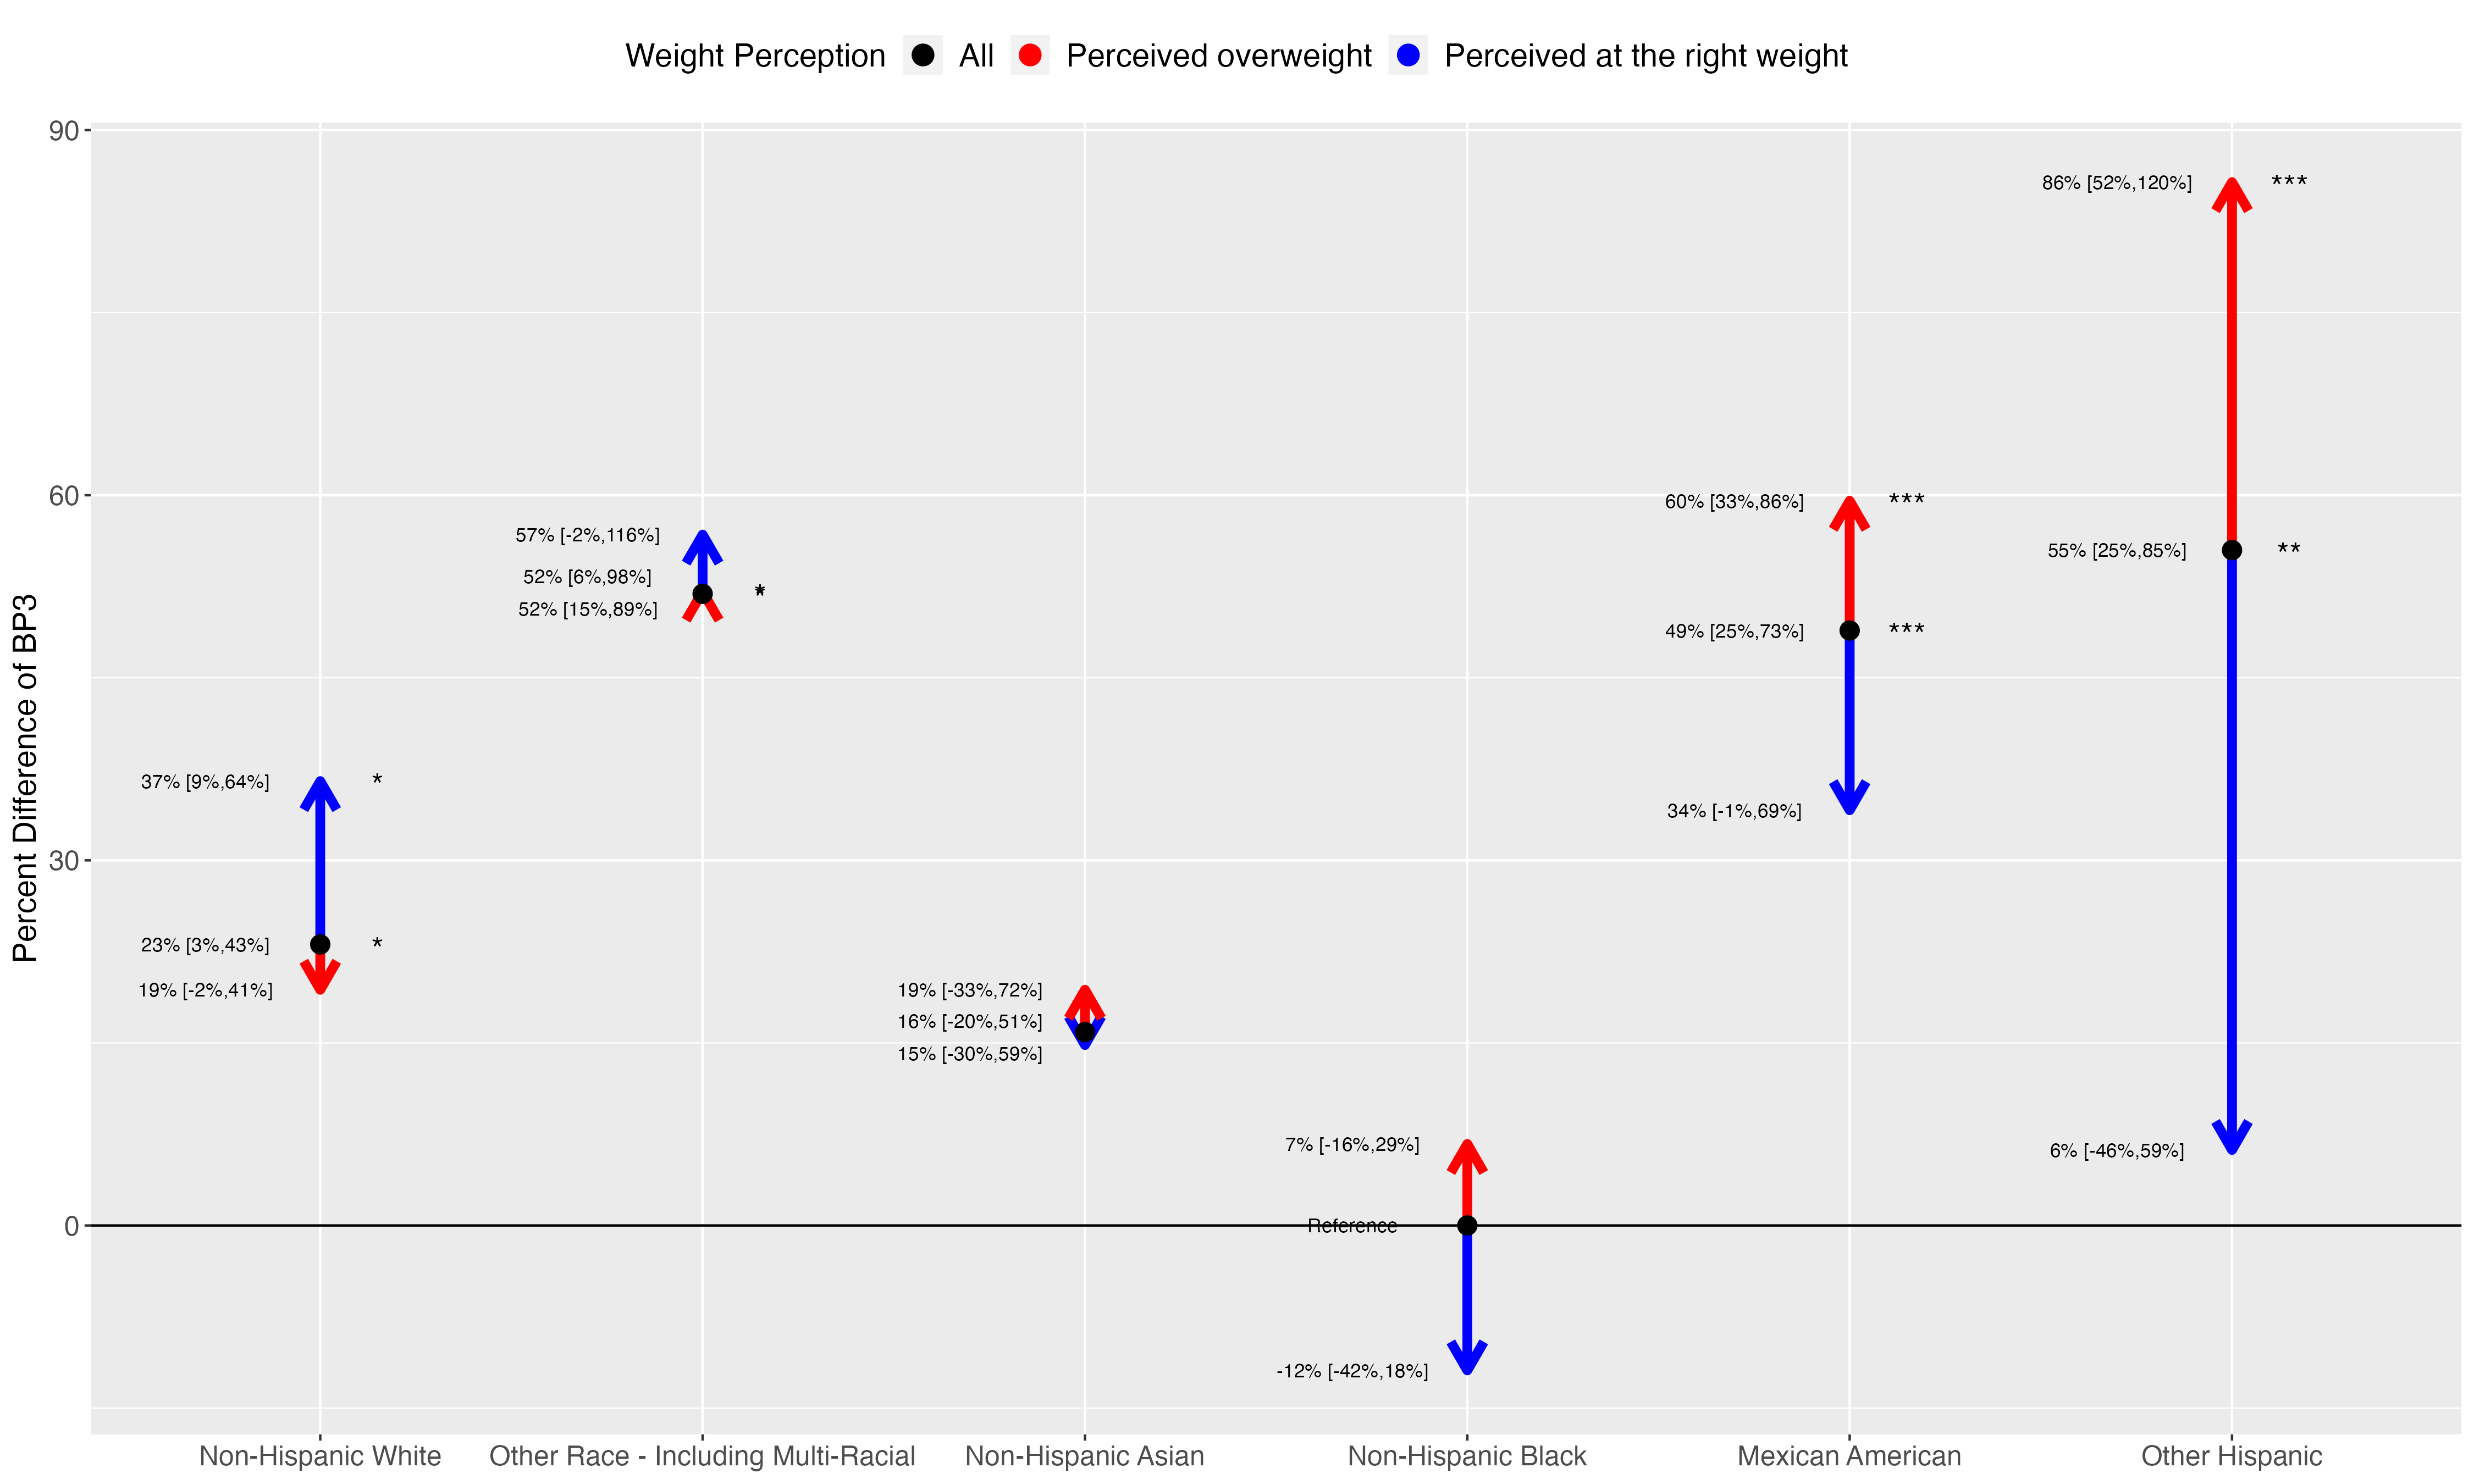 Weight Perception All Perceived overweight Perceived at the right weight
Percent Difference of BP3
90
60
30
0
37% [9%,64%] *
23% [3%,43%] *
19% [-2%,41%]
57% [-2%,116%]
52% [6%,98%] *
52% [15%,89%] *
19% [-33%,72%]
16% [-20%,51%]
15% [-30%,59%]
7% [-16%,29%]
Reference
-12% [-42%,18%]
60% [33%,86%] ***
49% [25%,73%] ***
34% [-1%,69%]
86% [52%,120%] ***
55% [25%,85%] **
6% [-46%,59%]
Non-Hispanic White
Other Race - Including Multi-Racial
Non-Hispanic Asian
Non-Hispanic Black
Mexican American
Other Hispanic